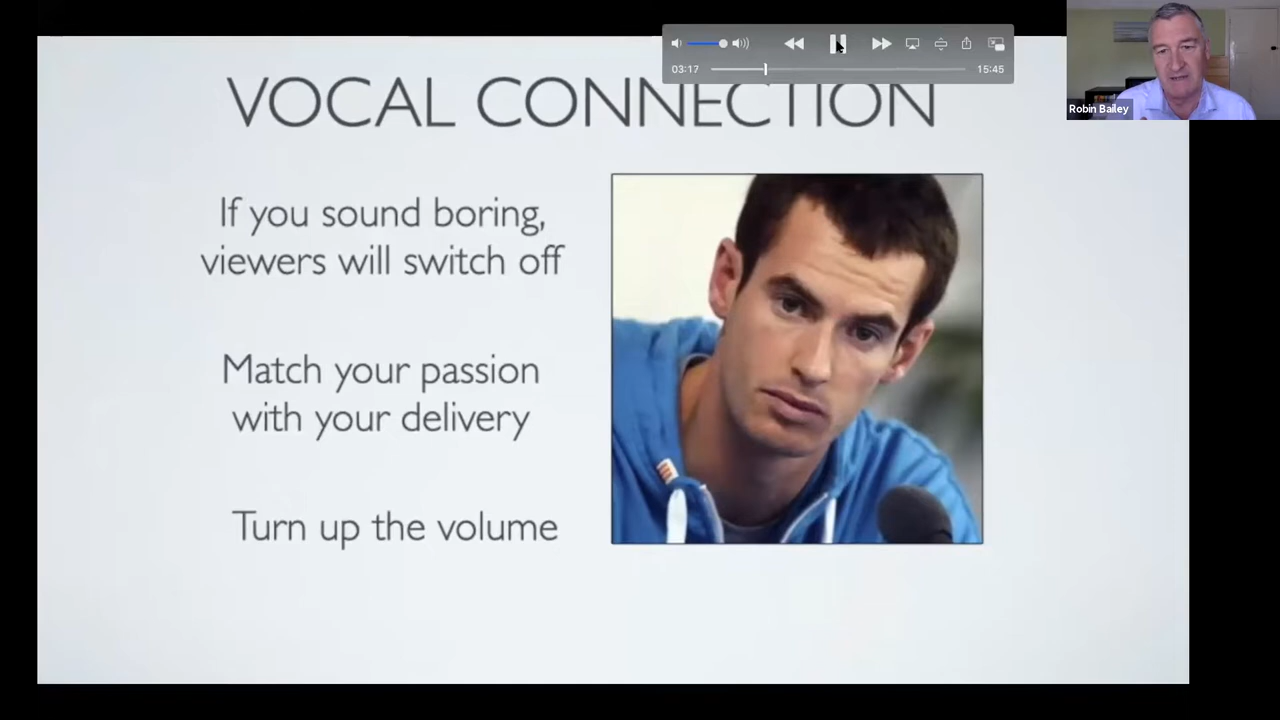 03:17
15:45
Robin Bailey
VOCAL CONNECTION
If you sound boring,
viewers will switch off
Match your passion
with your delivery
Turn up the volume